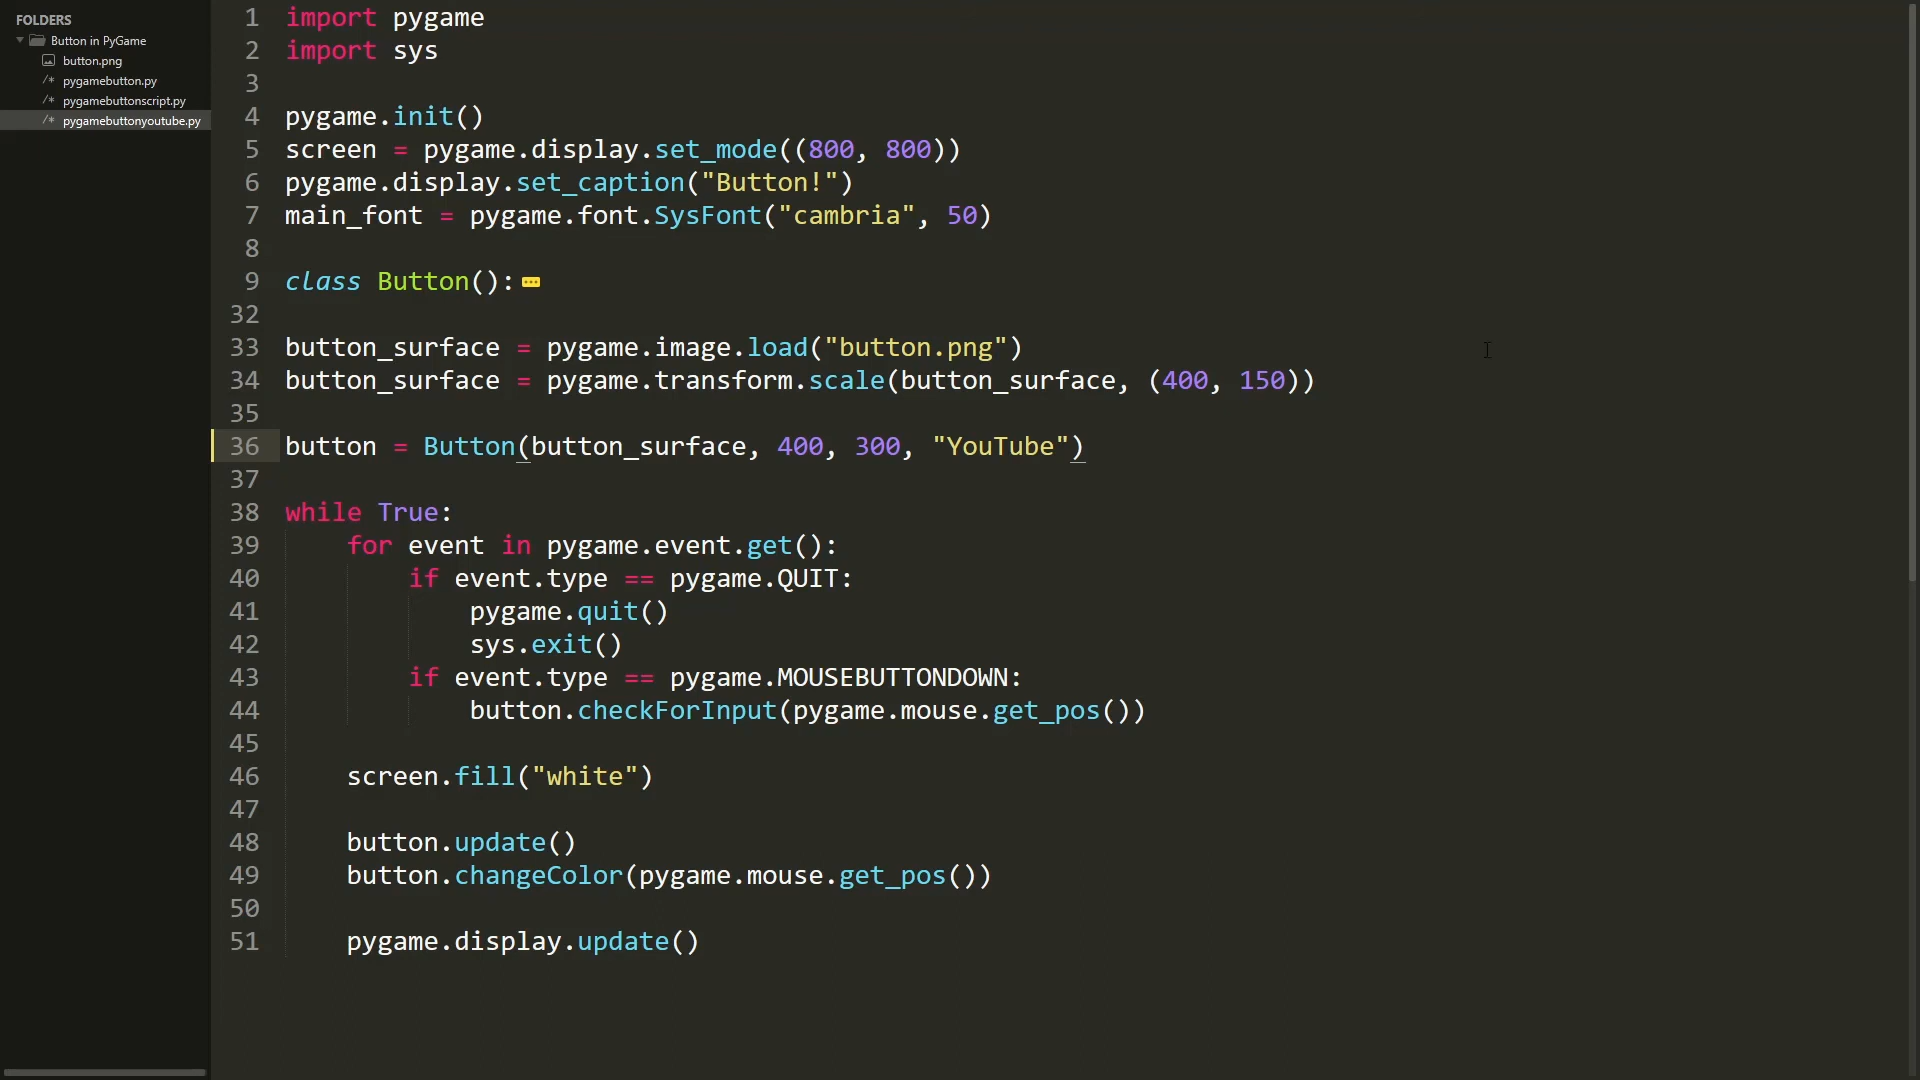 FOLDERS
Button in PyGame
button.png
/* pygamebutton.py
/* pygamebuttonscript.py
/* pygamebuttonyoutube.py
1 import pygame
2 import sys
3
4 pygame.init()
5 screen = pygame.display.set_mode((800, 800))
6 pygame.display.set_caption("Button!")
7 main_font = pygame.font.SysFont("cambria", 50)
8
9 class Button():
32
33 button_surface = pygame.image.load("button.png")
34 button_surface = pygame.transform.scale(button_surface, (400, 150))
35
36 button = Button(button_surface, 400, 300, "YouTube")
37
38 while True:
39     for event in pygame.event.get():
40         if event.type == pygame.QUIT:
41             pygame.quit()
42             sys.exit()
43         if event.type == pygame.MOUSEBUTTONDOWN:
44             button.checkForInput(pygame.mouse.get_pos())
45
46     screen.fill("white")
47
48     button.update()
49     button.changeColor(pygame.mouse.get_pos())
50
51     pygame.display.update()